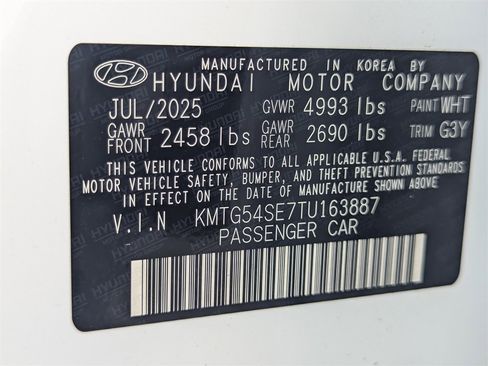 MANUFACTURED IN KOREA BY
HYUNDAI MOTOR COMPANY
JUL/2025 GVWR 4993 lbs PAINT WHT
GAWR FRONT 2458 lbs GAWR REAR 2690 lbs TRIM G3Y
THIS VEHICLE CONFORMS TO ALL APPLICABLE U.S.A. FEDERAL
MOTOR VEHICLE SAFETY, BUMPER, AND THEFT PREVENTION STANDARDS
IN EFFECT ON THE DATE OF MANUFACTURE SHOWN ABOVE
V.I.N KMTG54SE7TU163887
PASSENGER CAR